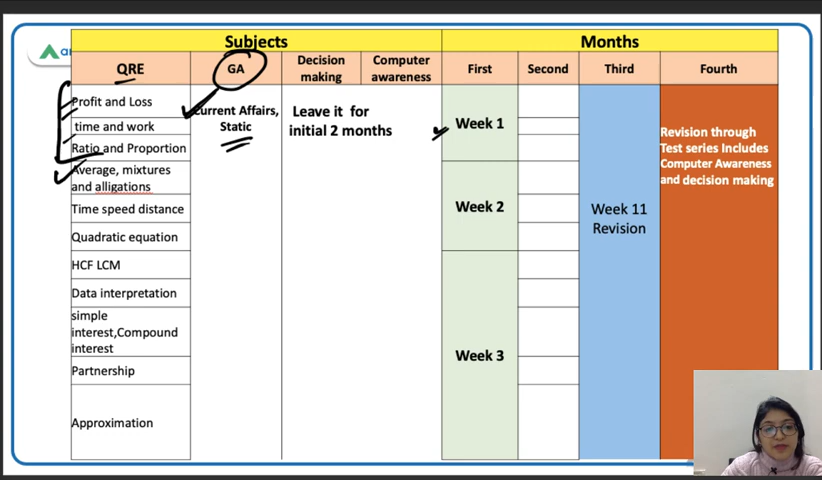 Subjects
Months
QRE
GA
Decision
making
Computer
awareness
First
Second
Third
Fourth
Profit and Loss
time and work
Ratio and Proportion
Average, mixtures
and alligations
Time speed distance
Quadratic equation
HCF LCM
Data interpretation
simple
interest,Compound
interest
Partnership
Approximation
Current Affairs,
Static
Leave it for
initial 2 months
Week 1
Week 2
Week 3
Week 11
Revision
Revision through
Test series Includes
Computer Awareness
and decision making